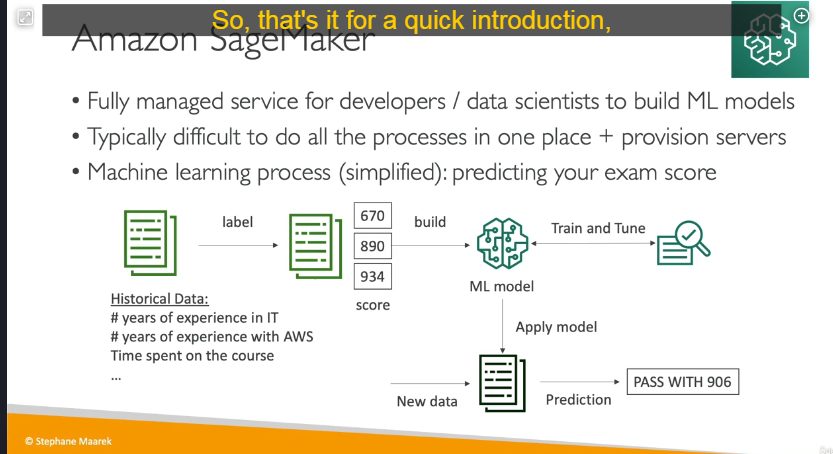 So, that's it for a quick introduction,
Amazon SageMaker
• Fully managed service for developers / data scientists to build ML models
• Typically difficult to do all the processes in one place + provision servers
• Machine learning process (simplified): predicting your exam score
label
670
890
934
score
build
ML model
Train and Tune
Historical Data:
# years of experience in IT
# years of experience with AWS
Time spent on the course
...
Apply model
New data
Prediction
PASS WITH 906
© Stephane Maarek